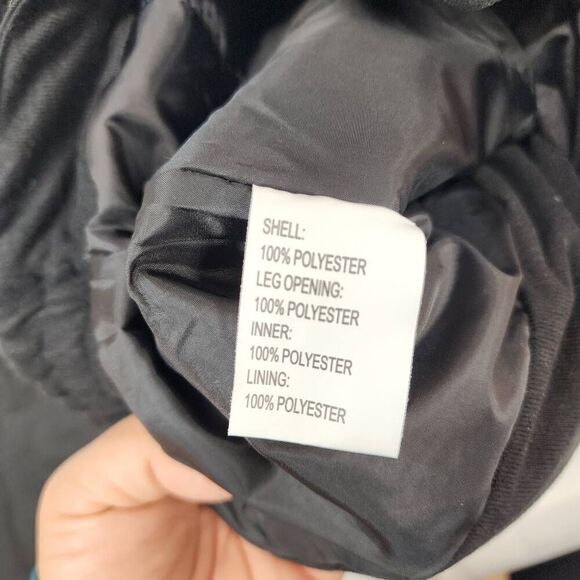 SHELL:
100% POLYESTER
LEG OPENING:
100% POLYESTER
INNER:
100% POLYESTER
LINING:
100% POLYESTER